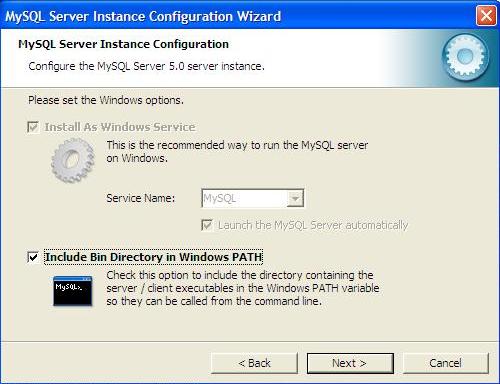 MySQL Server Instance Configuration Wizard
MySQL Server Instance Configuration
Configure the MySQL Server 5.0 server instance.
Please set the Windows options.
Install As Windows Service
This is the recommended way to run the MySQL server
on Windows.
Service Name:
MySQL
Launch the MySQL Server automatically
Include Bin Directory in Windows PATH
MySQL>_
Check this option to include the directory containing the
server / client executables in the Windows PATH variable
so they can be called from the command line.
< Back
Next >
Cancel